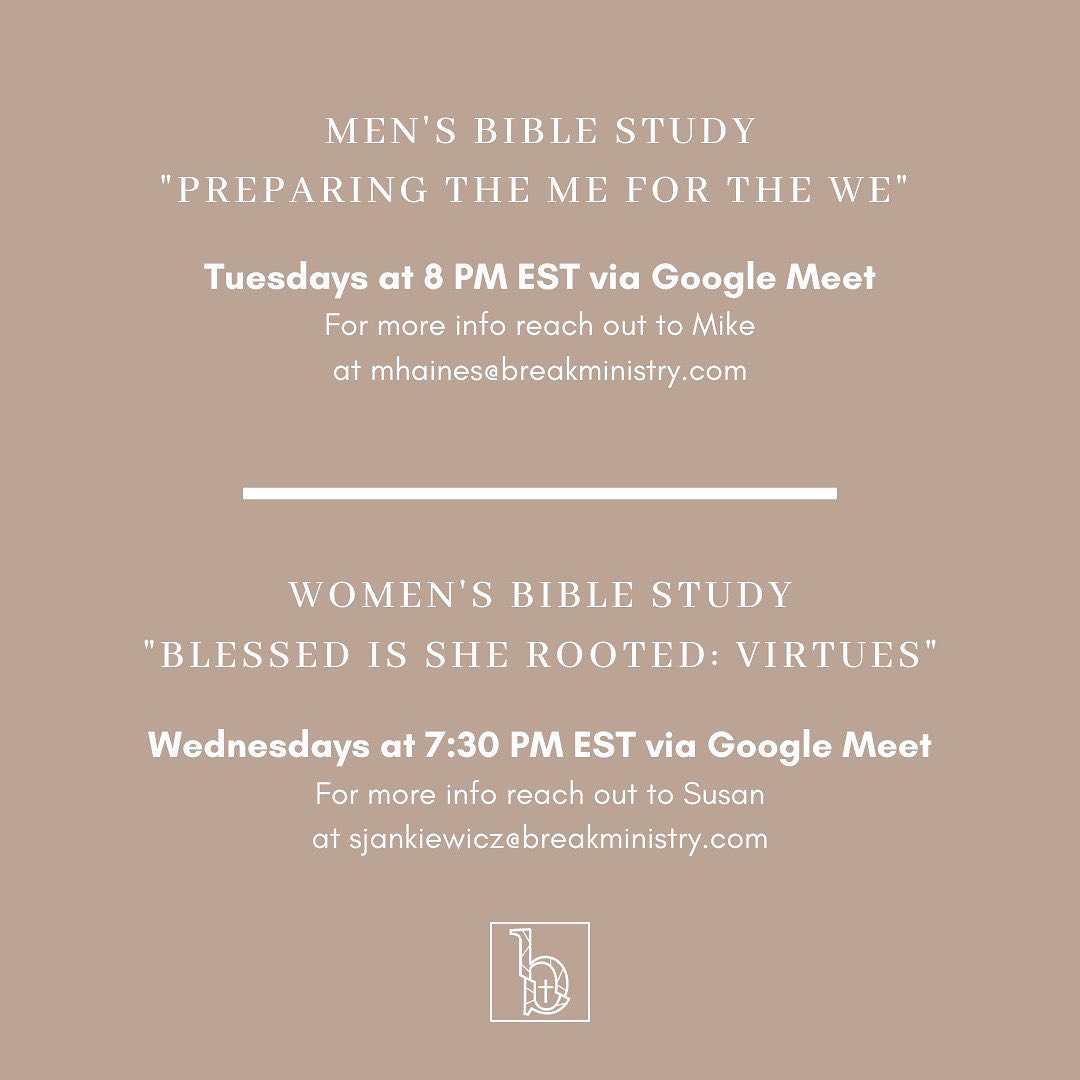 MEN'S BIBLE STUDY
"PREPARING THE ME FOR THE WE"
Tuesdays at 8 PM EST via Google Meet
For more info reach out to Mike
at mhaines@breakministry.com
WOMEN'S BIBLE STUDY
"BLESSED IS SHE ROOTED: VIRTUES"
Wednesdays at 7:30 PM EST via Google Meet
For more info reach out to Susan
at sjankiewicz@breakministry.com
b